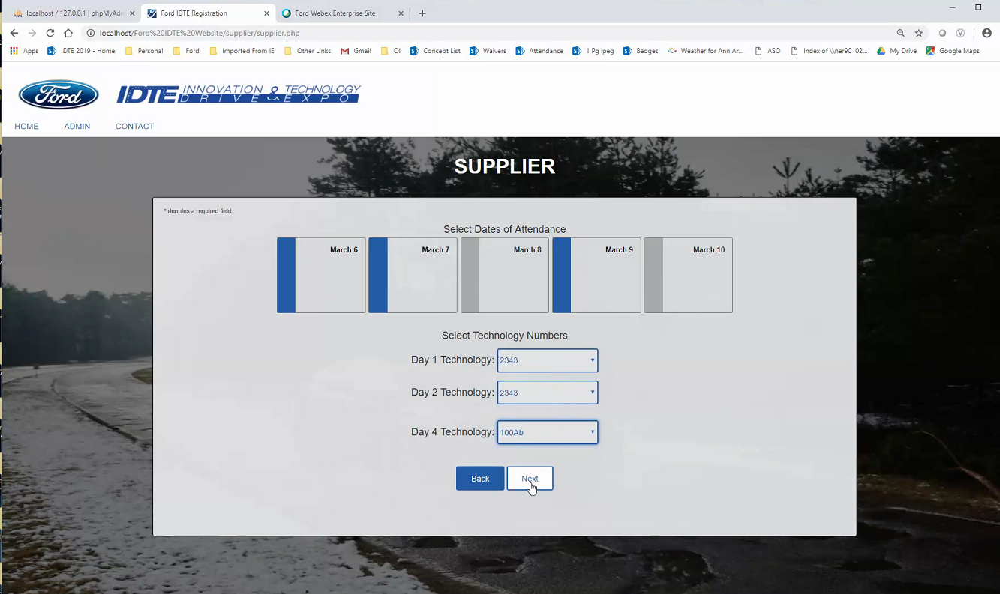 localhost / 127.0.0.1 | phpMyAdm
Ford IDTE Registration
Ford Webex Enterprise Site
localhost/Ford%20IDTE%20Website/supplier/supplier.php
Apps IDTE 2019 - Home Personal Ford Imported From IE Other Links Gmail OI Concept List Waivers Attendance 1 Pg ipeg Badges Weather for Ann Ar... ASO Index of \\ner90102... My Drive Google Maps
Ford IDTE INNOVATION & TECHNOLOGY
DRIVE & EXPO
HOME ADMIN CONTACT
SUPPLIER
* denotes a required field.
Select Dates of Attendance
March 6 March 7 March 8 March 9 March 10
Select Technology Numbers
Day 1 Technology: 2343
Day 2 Technology: 2343
Day 4 Technology: 100Ab
Back Next